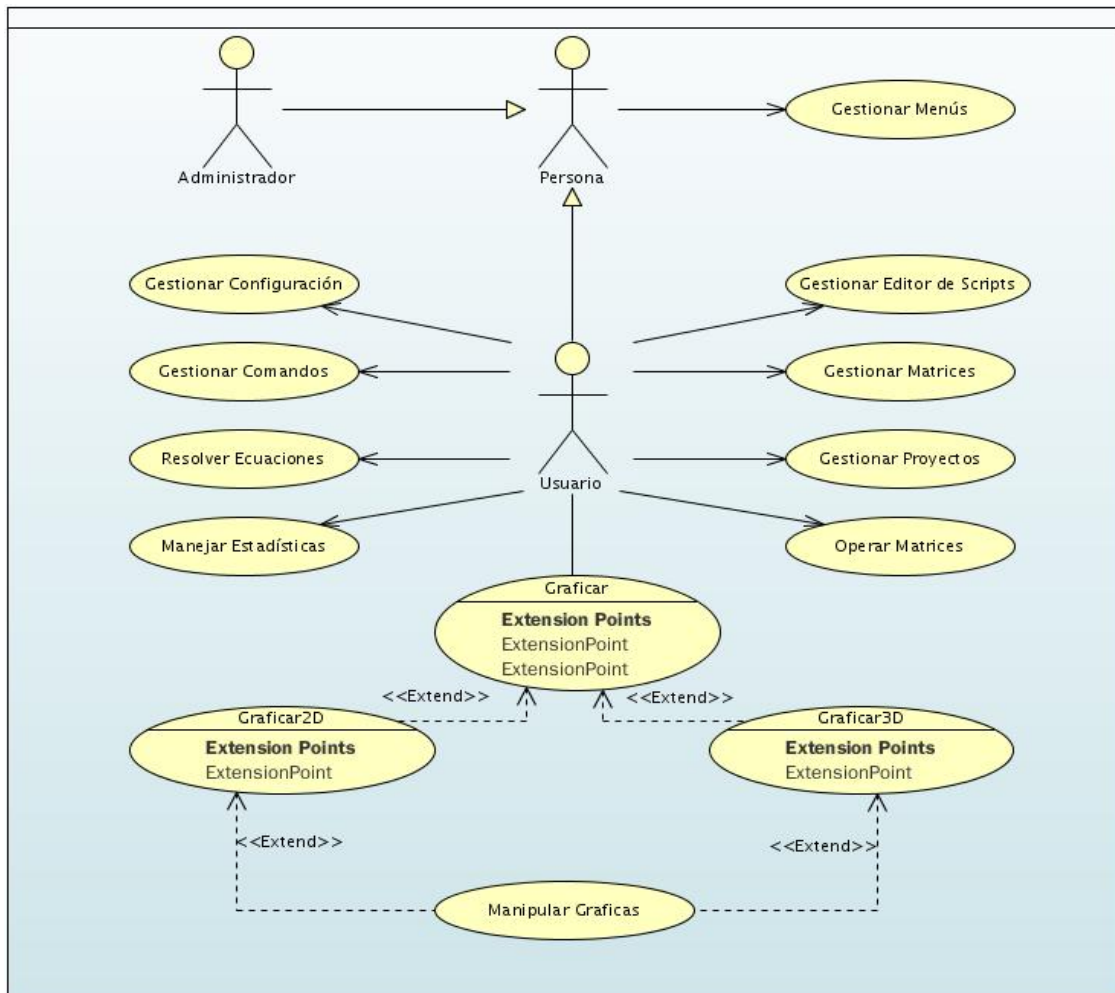 Gestionar Menús
Administrador
Persona
Gestionar Configuración
Gestionar Editor de Scripts
Gestionar Comandos
Gestionar Matrices
Resolver Ecuaciones
Gestionar Proyectos
Usuario
Manejar Estadísticas
Operar Matrices
Graficar
Extension Points
ExtensionPoint
ExtensionPoint
<<Extend>>
<<Extend>>
Graficar2D
Extension Points
ExtensionPoint
Graficar3D
Extension Points
ExtensionPoint
<<Extend>>
<<Extend>>
Manipular Graficas